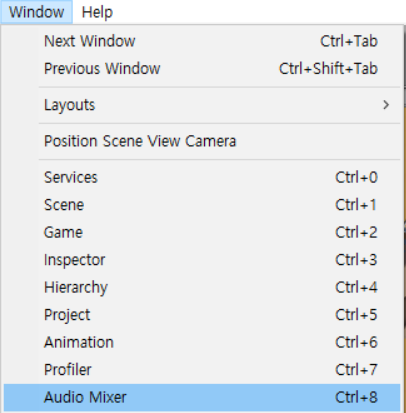 Window Help
Next Window Ctrl+Tab
Previous Window Ctrl+Shift+Tab
Layouts >
Position Scene View Camera
Services Ctrl+0
Scene Ctrl+1
Game Ctrl+2
Inspector Ctrl+3
Hierarchy Ctrl+4
Project Ctrl+5
Animation Ctrl+6
Profiler Ctrl+7
Audio Mixer Ctrl+8